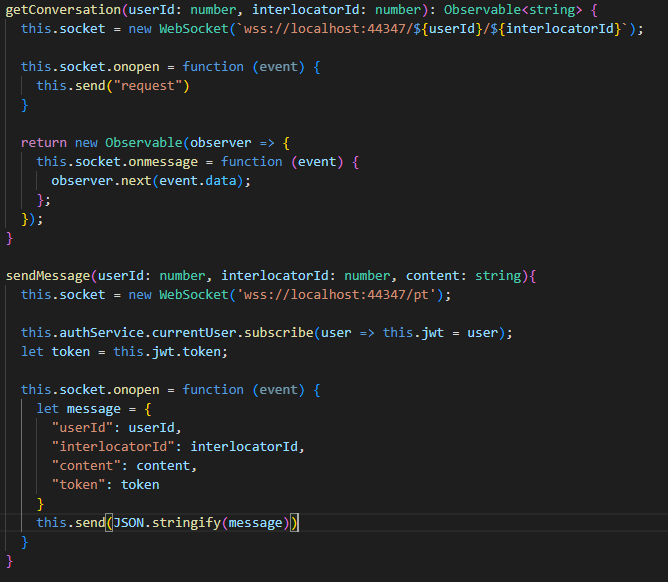 getConversation(userId: number, interlocatorId: number): Observable<string> {
this.socket = new WebSocket(`wss://localhost:44347/${userId}/${interlocatorId}`);
this.socket.onopen = function (event) {
this.send("request")
}
return new Observable(observer => {
this.socket.onmessage = function (event) {
observer.next(event.data);
};
});
}
sendMessage(userId: number, interlocatorId: number, content: string){
this.socket = new WebSocket('wss://localhost:44347/pt');
this.authService.currentUser.subscribe(user => this.jwt = user);
let token = this.jwt.token;
this.socket.onopen = function (event) {
let message = {
"userId": userId,
"interlocatorId": interlocatorId,
"content": content,
"token": token
}
this.send(JSON.stringify(message))
}
}